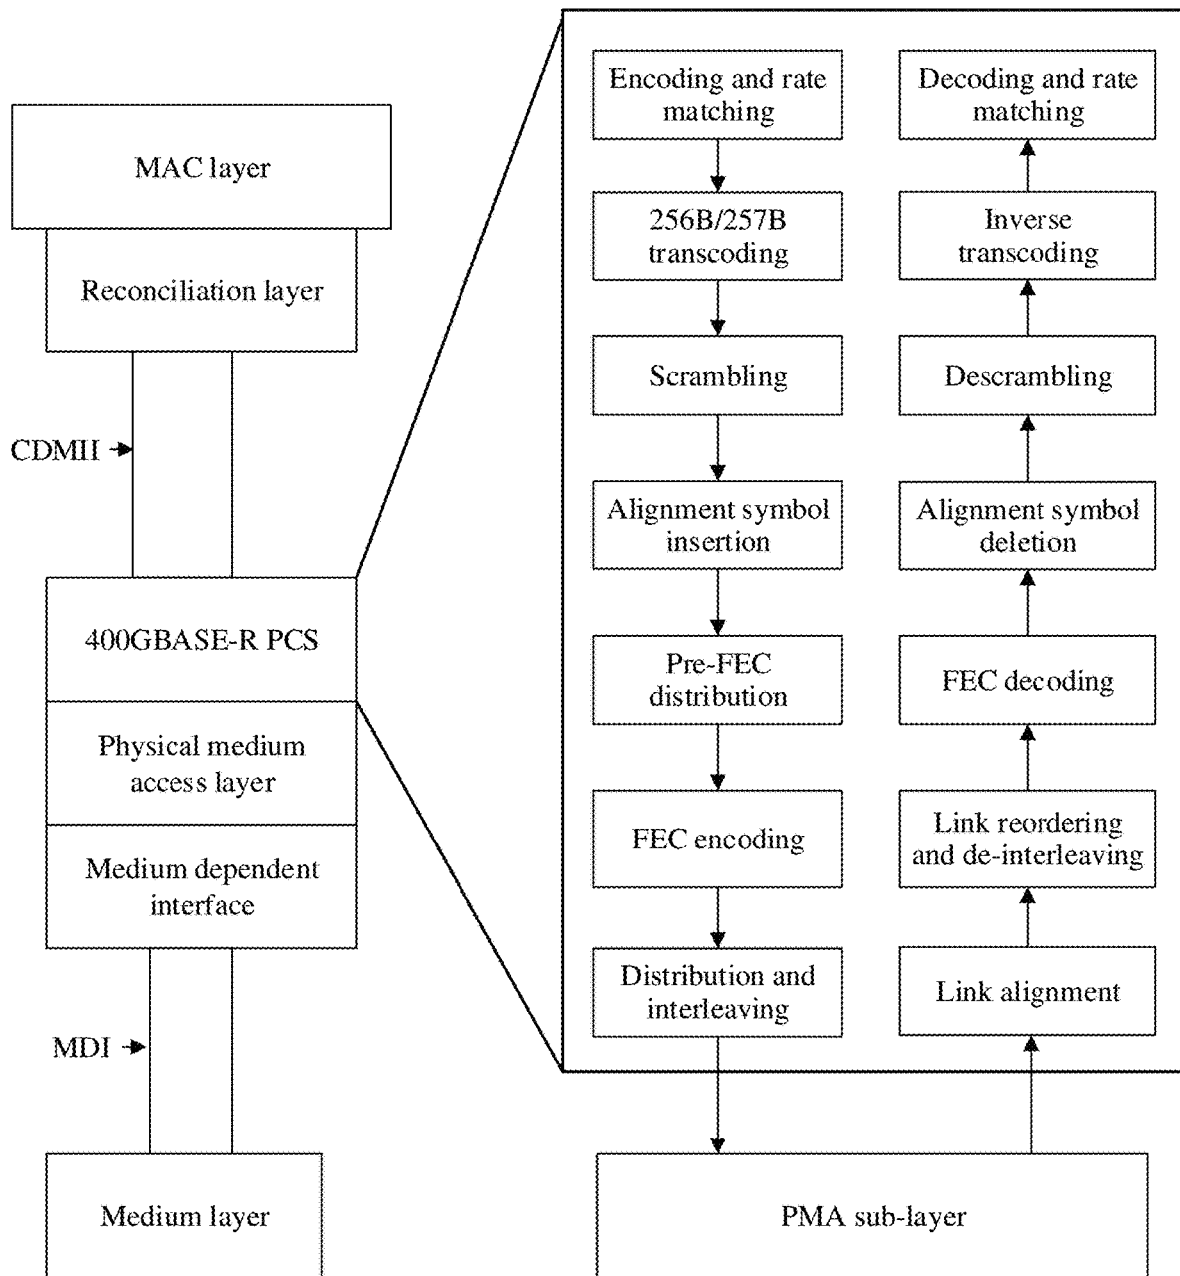 MAC layer
Reconciliation layer
CDMII
400GBASE-R PCS
Physical medium
access layer
Medium dependent
interface
MDI
Medium layer
Encoding and rate
matching
256B/257B
transcoding
Scrambling
Alignment symbol
insertion
Pre-FEC
distribution
FEC encoding
Distribution and
interleaving
Decoding and rate
matching
Inverse
transcoding
Descrambling
Alignment symbol
deletion
FEC decoding
Link reordering
and de-interleaving
Link alignment
PMA sub-layer